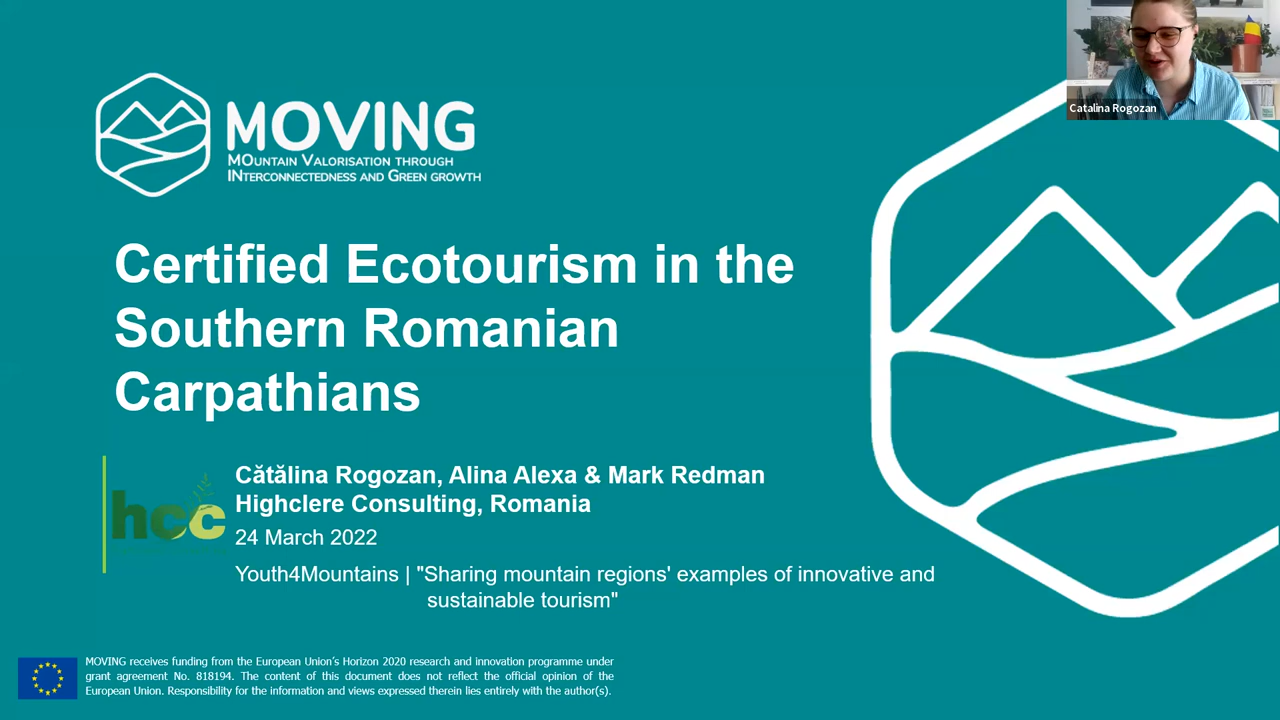 Catalina Rogozan
MOVING
MOUNTAIN VALORISATION THROUGH
INTERCONNECTEDNESS AND GREEN GROWTH
Certified Ecotourism in the
Southern Romanian
Carpathians
hcc
Cătălina Rogozan, Alina Alexa & Mark Redman
Highclere Consulting, Romania
24 March 2022
Youth4Mountains | "Sharing mountain regions' examples of innovative and
sustainable tourism"
MOVING receives funding from the European Union's Horizon 2020 research and innovation programme under
grant agreement No. 818194. The content of this document does not reflect the official opinion of the
European Union. Responsibility for the information and views expressed therein lies entirely with the author(s).